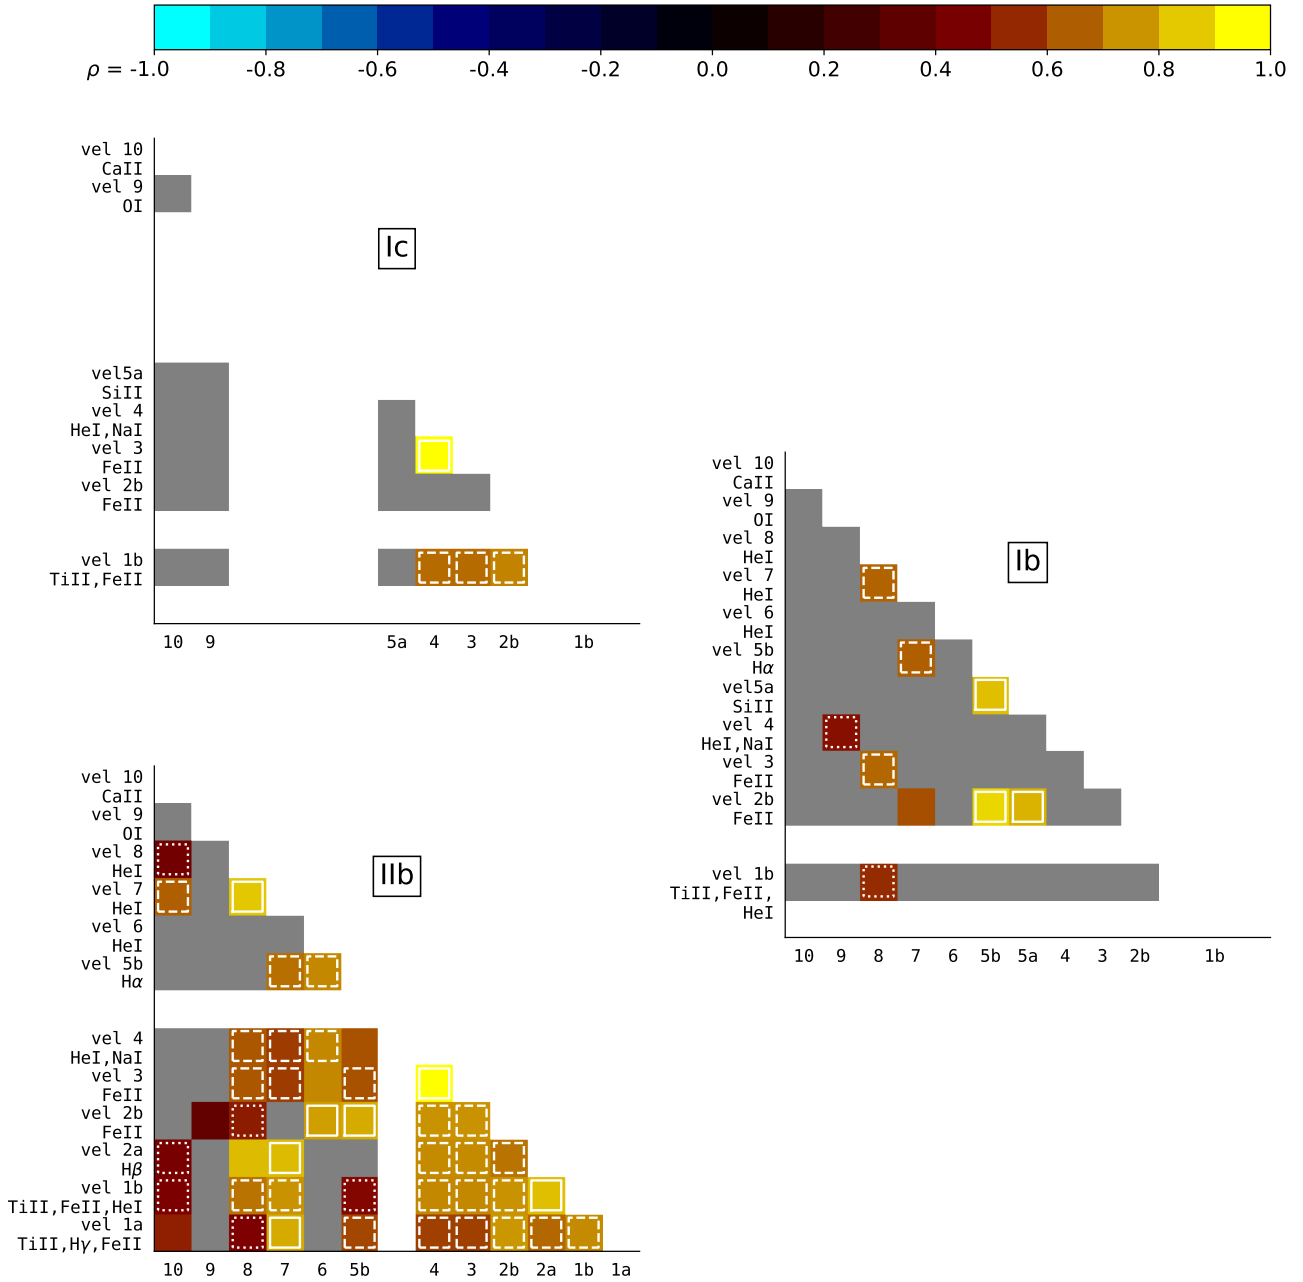 ρ = -1.0 -0.8 -0.6 -0.4 -0.2 0.0 0.2 0.4 0.6 0.8 1.0
vel 10
CaII
vel 9
OI
Ic
vel5a
SiII
vel 4
HeI,NaI
vel 3
FeII
vel 2b
FeII
vel 1b
TiII,FeII
10 9 5a 4 3 2b 1b
vel 10
CaII
vel 9
OI
vel 8
HeI
Ib
vel 7
HeI
vel 6
HeI
vel 5b
Hα
vel5a
SiII
vel 4
HeI,NaI
vel 3
FeII
vel 2b
FeII
vel 1b
TiII,FeII,
HeI
10 9 8 7 6 5b 5a 4 3 2b 1b
vel 10
CaII
vel 9
OI
vel 8
HeI
IIb
vel 7
HeI
vel 6
HeI
vel 5b
Hα
vel 4
HeI,NaI
vel 3
FeII
vel 2b
FeII
vel 2a
Hβ
vel 1b
TiII,FeII,HeI
vel 1a
TiII,Hγ,FeII
10 9 8 7 6 5b 4 3 2b 2a 1b 1a